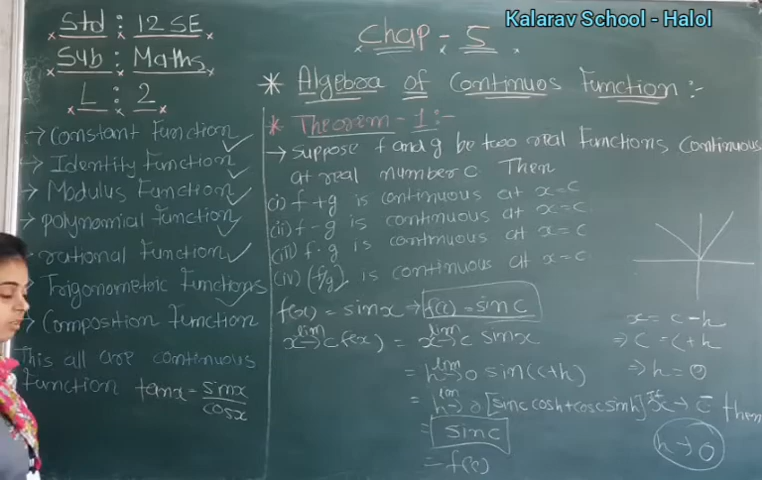 Kalarav School - Halol
Std : 12 SE
Sub : Maths
L : 2
-> Constant Function ✓
-> Identity Function ✓
-> Modulus Function ✓
-> polynomial function ✓
-> rational Function ✓
-> Trigonometric Functions ✓
-> Composition Function
This all are continuous
function tanx = sinx/cosx
Chap - 5
* Algebra of Continuos Function :-
* Theorem - 1 :-
→ Suppose f and g be two real Functions, Continuous
at real number c. Then
(i) f + g is continuous at x = c
(ii) f - g is continuous at x = c
(iii) f · g is continuous at x = c
(iv) (f/g) is continuous at x = c
f(x) = sinx → f(c) = sin c
lim x→c f(x) = lim x→c sinx
= lim h→0 sin(c+h)
= lim h→0 [sinc cosh + cosc sinh]
= sinc
= f(c)
x = c - h
⇒ c = c + h
⇒ h = 0
If x → c⁻ then
h → 0